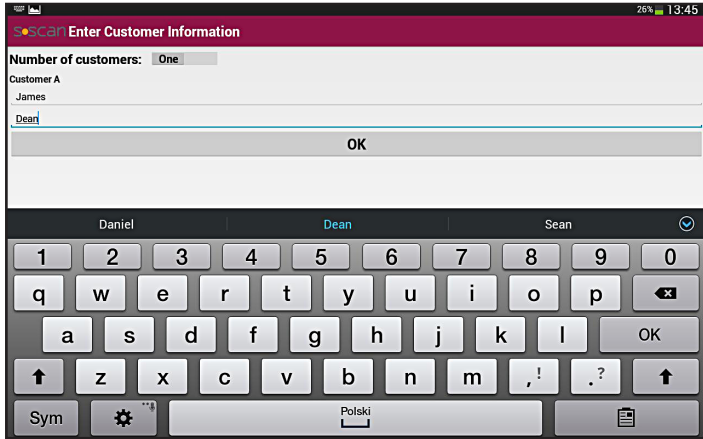 26% 13:45
s●scan Enter Customer Information
Number of customers: One
Customer A
James
Dean
OK
Daniel Dean Sean
1 2 3 4 5 6 7 8 9 0
q w e r t y u i o p
a s d f g h j k l OK
z x c v b n m , ! . ?
Sym Polski